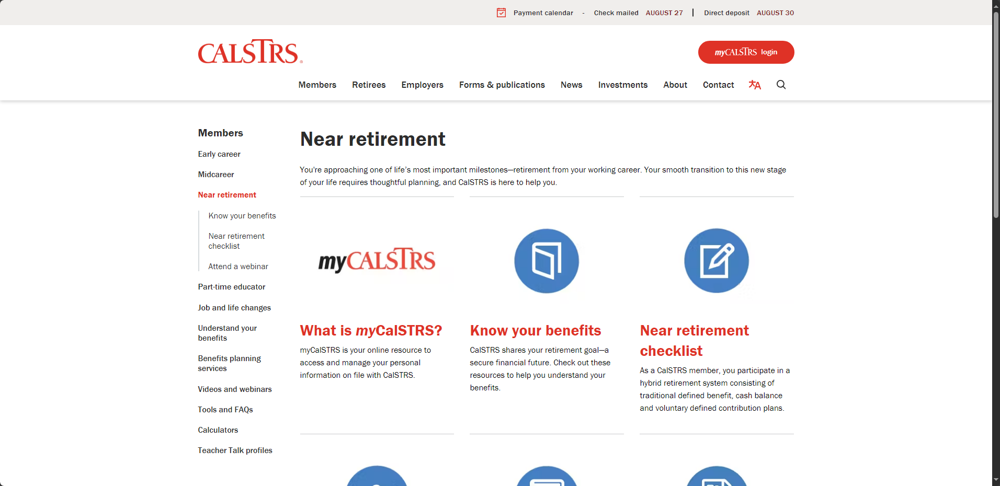 Payment calendar - Check mailed AUGUST 27 | Direct deposit AUGUST 30
CALSTRS®
myCALSTRS login
Members Retirees Employers Forms & publications News Investments About Contact 大A
Members
Early career
Midcareer
Near retirement
Know your benefits
Near retirement
checklist
Attend a webinar
Part-time educator
Job and life changes
Understand your
benefits
Benefits planning
services
Videos and webinars
Tools and FAQs
Calculators
Teacher Talk profiles
Near retirement
You're approaching one of life's most important milestones—retirement from your working career. Your smooth transition to this new stage
of your life requires thoughtful planning, and CalSTRS is here to help you.
myCALSTRS
What is myCalSTRS?
myCalSTRS is your online resource to
access and manage your personal
information on file with CalSTRS.
Know your benefits
CalSTRS shares your retirement goal—a
secure financial future. Check out these
resources to help you understand your
benefits.
Near retirement
checklist
As a CalSTRS member, you participate in a
hybrid retirement system consisting of
traditional defined benefit, cash balance
and voluntary defined contribution plans.